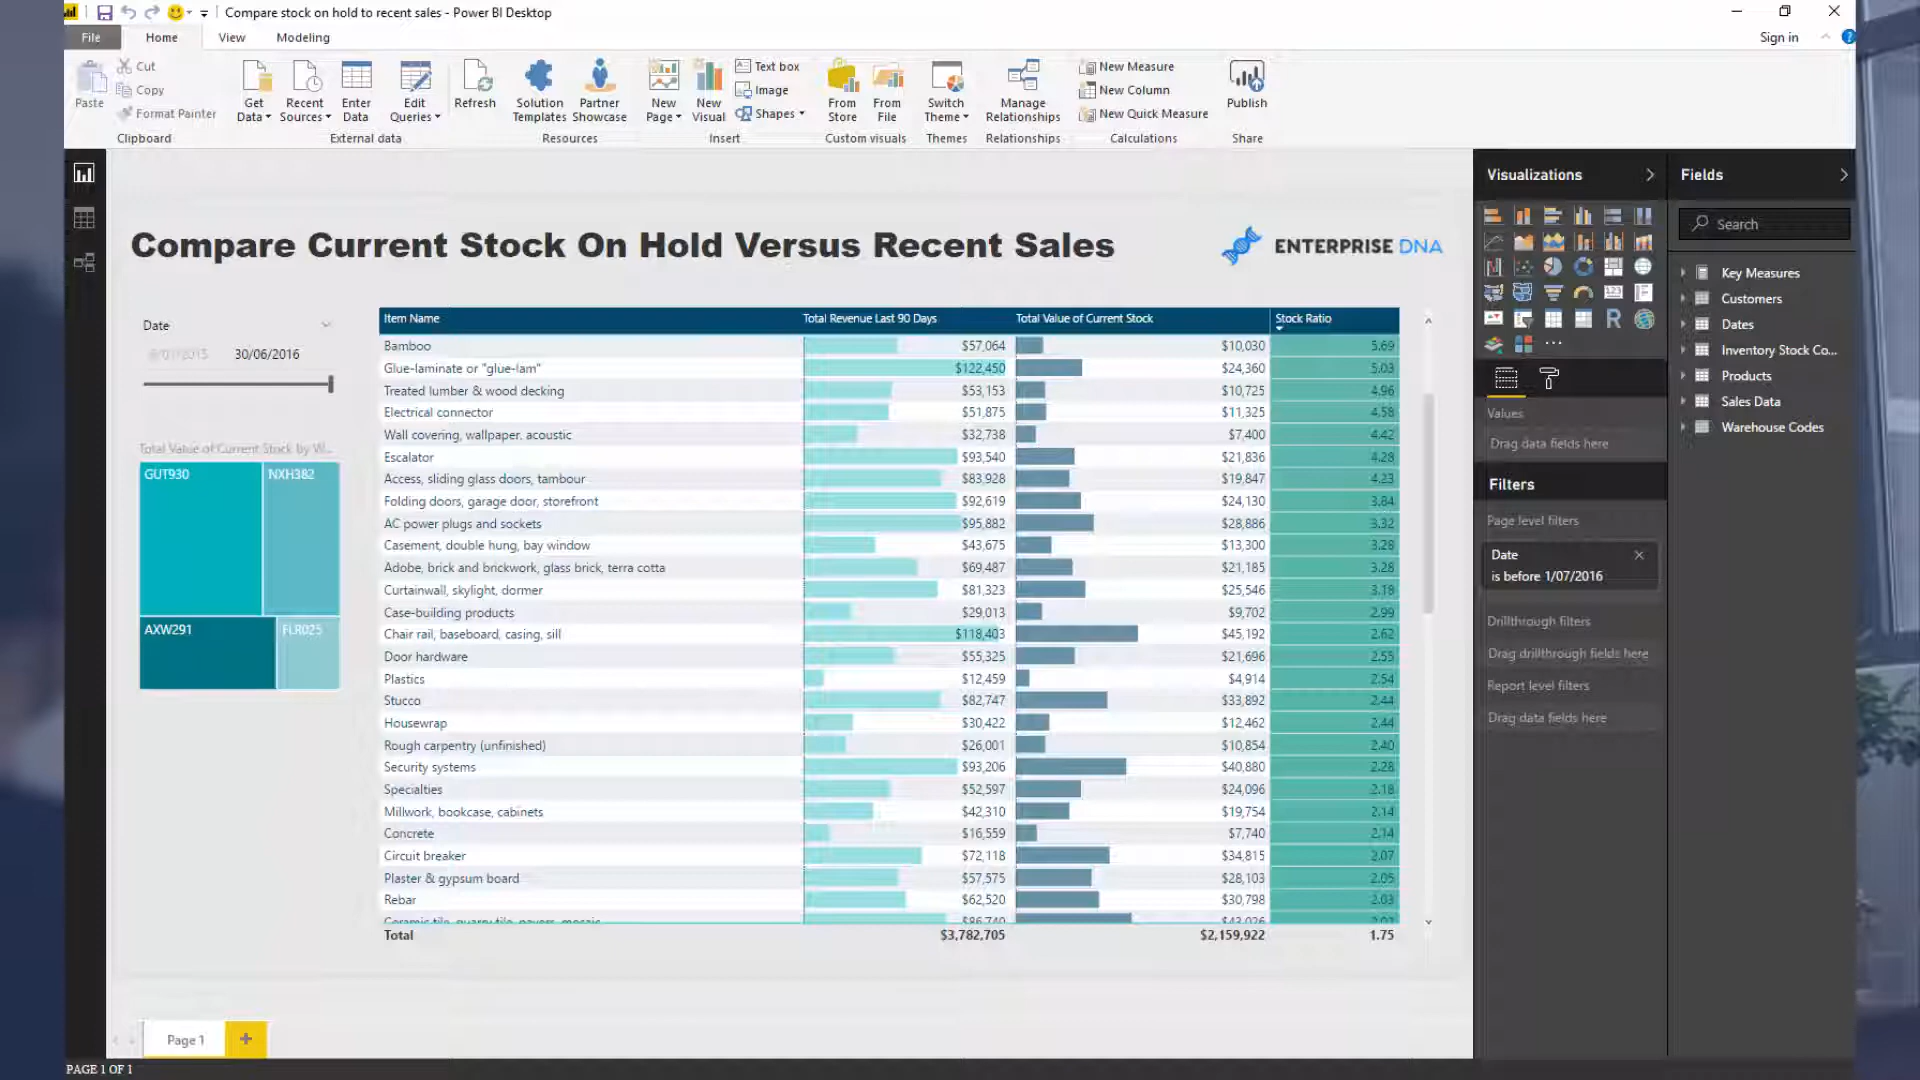 Compare stock on hold to recent sales - Power BI Desktop
File Home View Modeling Sign in
Paste
Cut
Copy
Format Painter
Clipboard
Get Data
Recent Sources
Enter Data
Edit Queries
External data
Refresh
Solution Templates
Partner Showcase
Resources
New Page
New Visual
Text box
Image
Shapes
Insert
From Store
From File
Custom visuals
Switch Theme
Themes
Manage Relationships
Relationships
New Measure
New Column
New Quick Measure
Calculations
Publish
Share
Compare Current Stock On Hold Versus Recent Sales
ENTERPRISE DNA
Date
30/06/2016
Total Value of Current Stock by W...
GUT930
NXH382
AXW291
FLR025
Item Name Total Revenue Last 90 Days Total Value of Current Stock Stock Ratio
Bamboo $57,064 $10,030 5.69
Glue-laminate or "glue-lam" $122,450 $24,360 5.03
Treated lumber & wood decking $53,153 $10,725 4.96
Electrical connector $51,875 $11,325 4.58
Wall covering, wallpaper, acoustic $32,738 $7,400 4.42
Escalator $93,540 $21,836 4.28
Access, sliding glass doors, tambour $83,928 $19,847 4.23
Folding doors, garage door, storefront $92,619 $24,130 3.84
AC power plugs and sockets $95,882 $28,886 3.32
Casement, double hung, bay window $43,675 $13,300 3.28
Adobe, brick and brickwork, glass brick, terra cotta $69,487 $21,185 3.28
Curtainwall, skylight, dormer $81,323 $25,546 3.18
Case-building products $29,013 $9,702 2.99
Chair rail, baseboard, casing, sill $118,403 $45,192 2.62
Door hardware $55,325 $21,696 2.55
Plastics $12,459 $4,914 2.54
Stucco $82,747 $33,892 2.44
Housewrap $30,422 $12,462 2.44
Rough carpentry (unfinished) $26,001 $10,854 2.40
Security systems $93,206 $40,880 2.28
Specialties $52,597 $24,096 2.18
Millwork, bookcase, cabinets $42,310 $19,754 2.14
Concrete $16,559 $7,740 2.14
Circuit breaker $72,118 $34,815 2.07
Plaster & gypsum board $57,575 $28,103 2.05
Rebar $62,520 $30,798 2.03
Total $3,782,705 $2,159,922 1.75
Visualizations
R
123
Values
Drag data fields here
Filters
Page level filters
Date
is before 1/07/2016
Drillthrough filters
Drag drillthrough fields here
Report level filters
Drag data fields here
Fields
Search
Key Measures
Customers
Dates
Inventory Stock Co...
Products
Sales Data
Warehouse Codes
Page 1
PAGE 1 OF 1